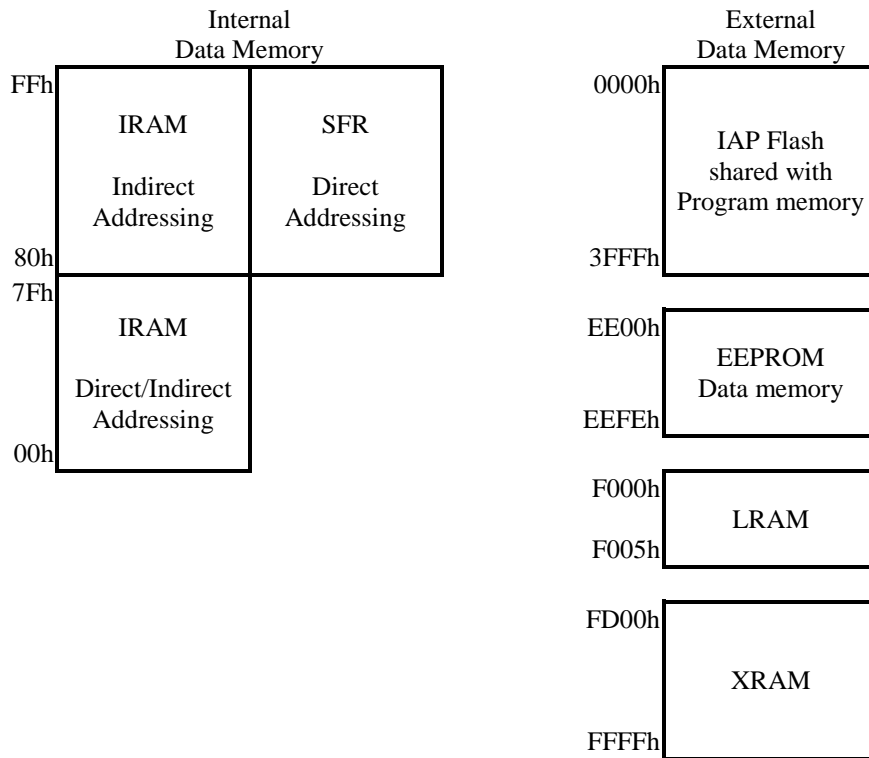 Internal
Data Memory
FFh
IRAM
Indirect
Addressing
80h
SFR
Direct
Addressing
7Fh
IRAM
Direct/Indirect
Addressing
00h
External
Data Memory
0000h
IAP Flash
shared with
Program memory
3FFFh
EE00h
EEPROM
Data memory
EEFEh
F000h
LRAM
F005h
FD00h
XRAM
FFFFh